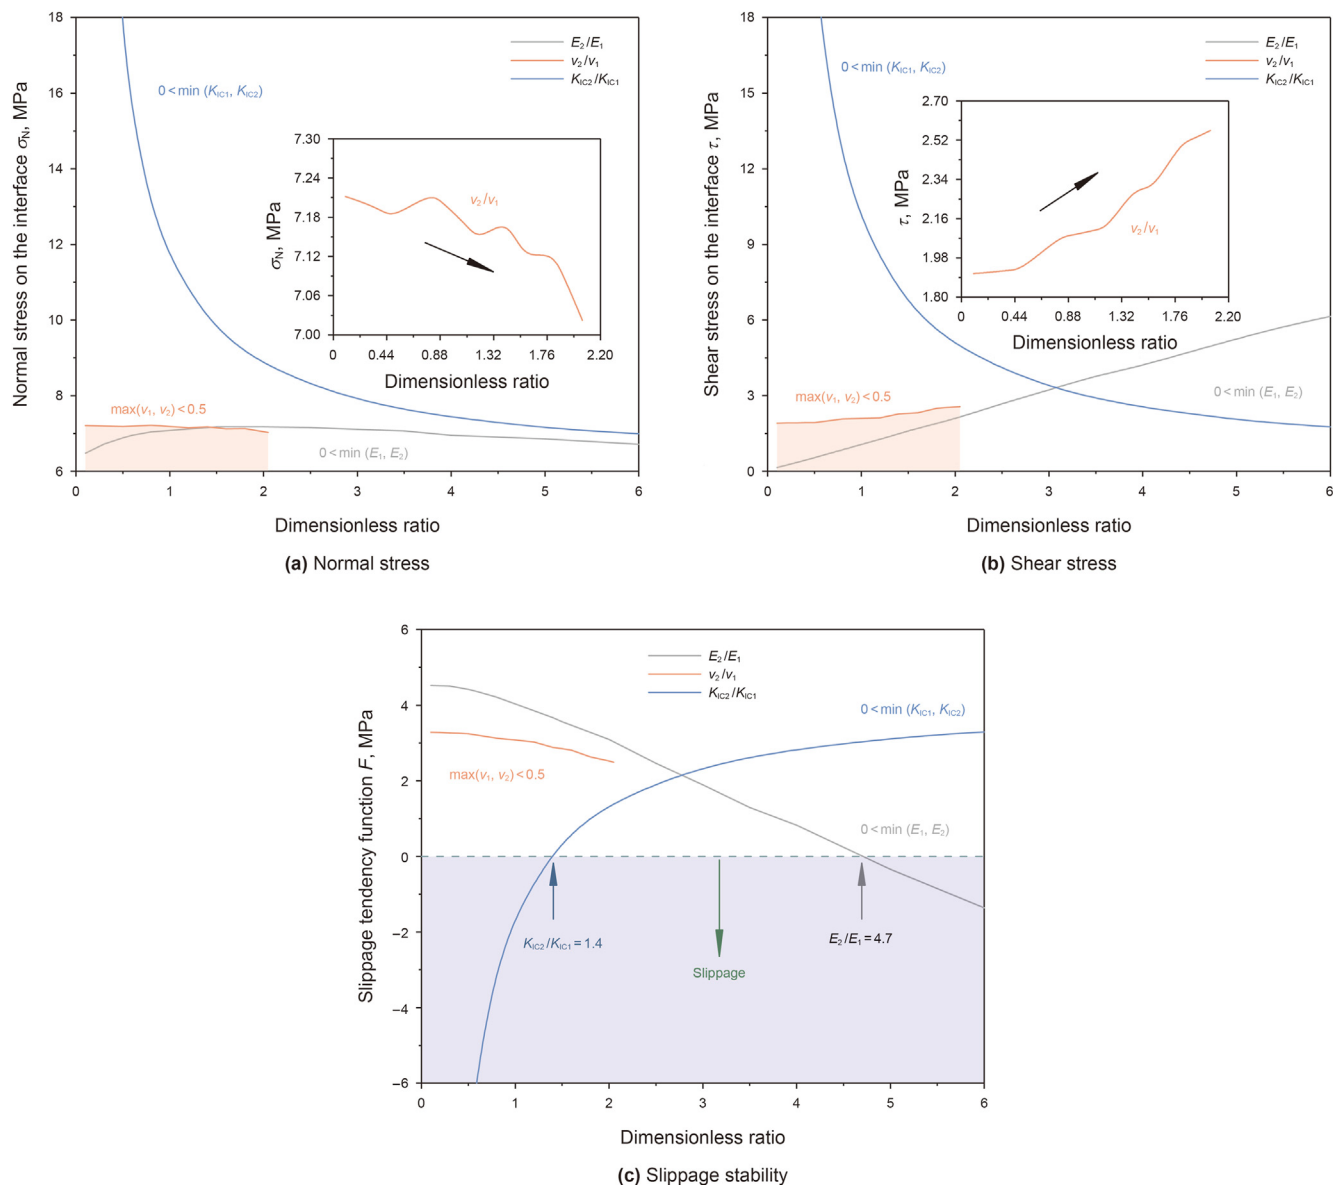 Normal stress on the interface σN, MPa
18
16
14
12
10
8
6
0
1
2
3
4
5
6
Dimensionless ratio
E2/E1
v2/v1
KIC2/KIC1
0 < min (KIC1, KIC2)
max(v1, v2) < 0.5
0 < min (E1, E2)
σN, MPa
7.30
7.24
7.18
7.12
7.06
7.00
0
0.44
0.88
1.32
1.76
2.20
Dimensionless ratio
v2/v1
(a) Normal stress
Shear stress on the interface τ, MPa
18
15
12
9
6
3
0
0
1
2
3
4
5
6
Dimensionless ratio
E2/E1
v2/v1
KIC2/KIC1
0 < min (KIC1, KIC2)
max(v1, v2) < 0.5
0 < min (E1, E2)
τ, MPa
2.70
2.52
2.34
2.16
1.98
1.80
0
0.44
0.88
1.32
1.76
2.20
Dimensionless ratio
v2/v1
(b) Shear stress
Slippage tendency function F, MPa
6
4
2
0
−2
−4
−6
0
1
2
3
4
5
6
Dimensionless ratio
E2/E1
v2/v1
KIC2/KIC1
0 < min (KIC1, KIC2)
max(v1, v2) < 0.5
0 < min (E1, E2)
KIC2/KIC1 = 1.4
E2/E1 = 4.7
Slippage
(c) Slippage stability